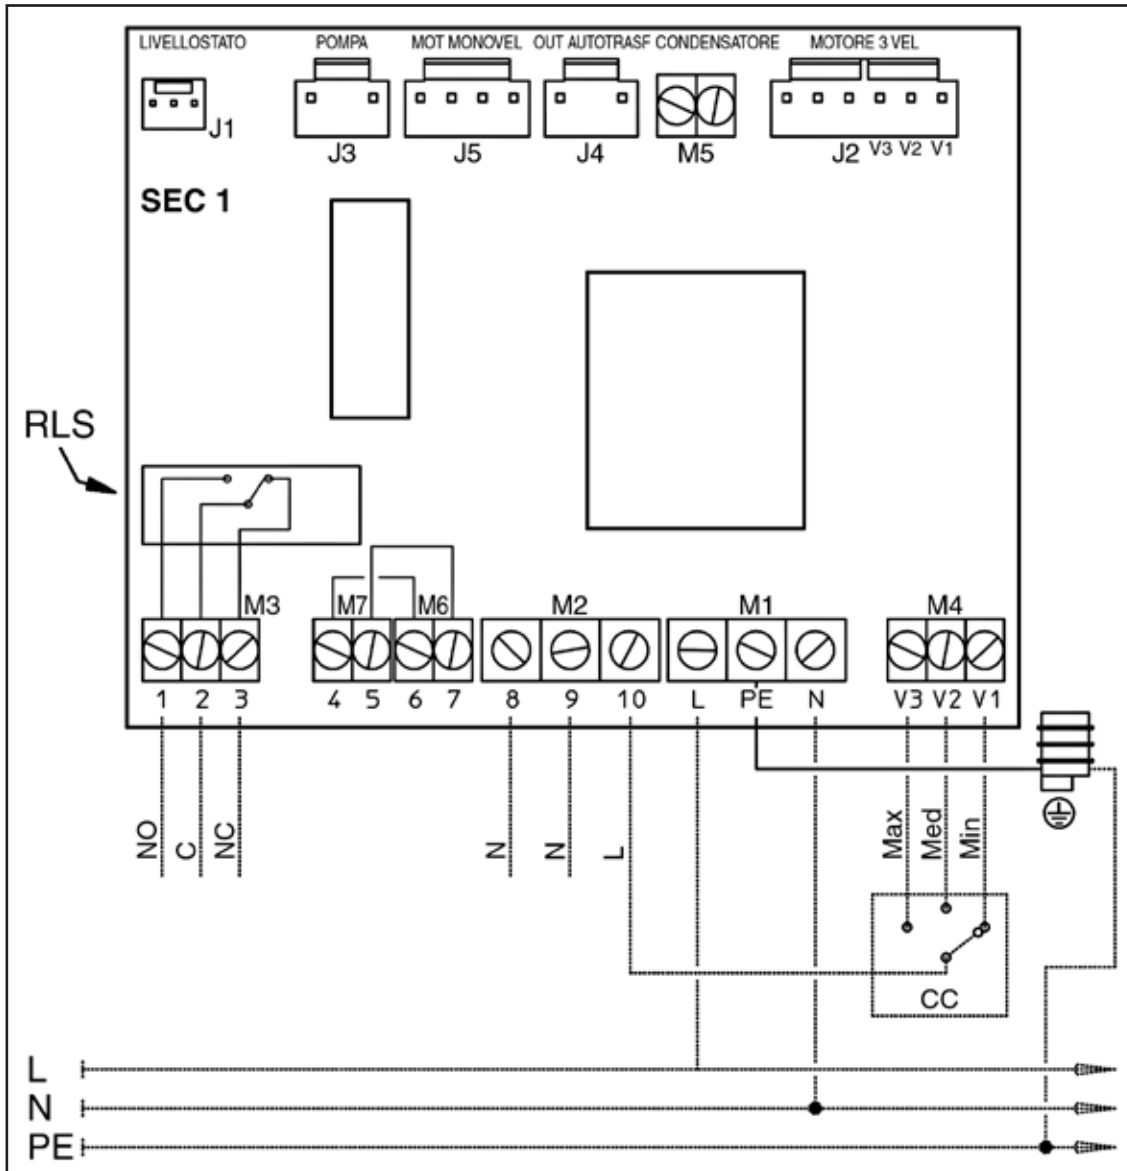 LIVELLOSTATO POMPA MOT MONOVEL OUT AUTOTRASF CONDENSATORE MOTORE 3 VEL
J1 J3 J5 J4 M5 J2 V3 V2 V1
SEC 1
RLS
M3 M7 M6 M2 M1 M4
1 2 3 4 5 6 7 8 9 10 L PE N V3 V2 V1
NO C NC N N L Max Med Min
CC
L
N
PE